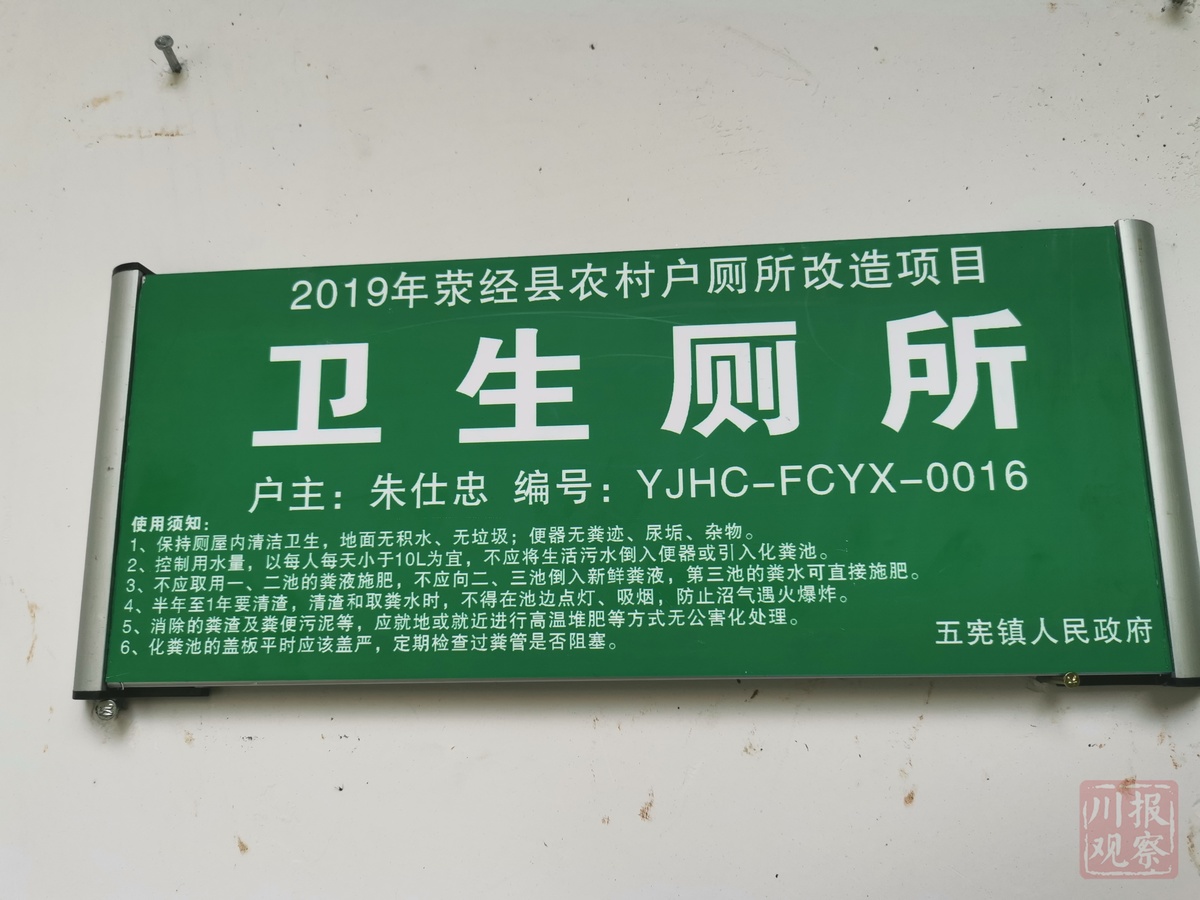 2019年荥经县农村户厕所改造项目
卫生厕所
户主：朱仕忠 编号：YJHC-FCYX-0016
使用须知：
1、保持厕屋内清洁卫生，地面无积水、无垃圾；便器无粪迹、尿垢、杂物。
2、控制用水量，以每人每天小于10L为宜，不应将生活污水倒入便器或引入化粪池。
3、不应取用一、二池的粪液施肥，不应向二、三池倒入新鲜粪液，第三池的粪水可直接施肥。
4、半年至1年要清渣，清渣和取粪水时，不得在池边点灯、吸烟，防止沼气遇火爆炸。
5、消除的粪渣及粪便污泥等，应就地或就近进行高温堆肥等方式无公害化处理。
6、化粪池的盖板平时应该盖严，定期检查过粪管是否阻塞。
五宪镇人民政府
川报
观察